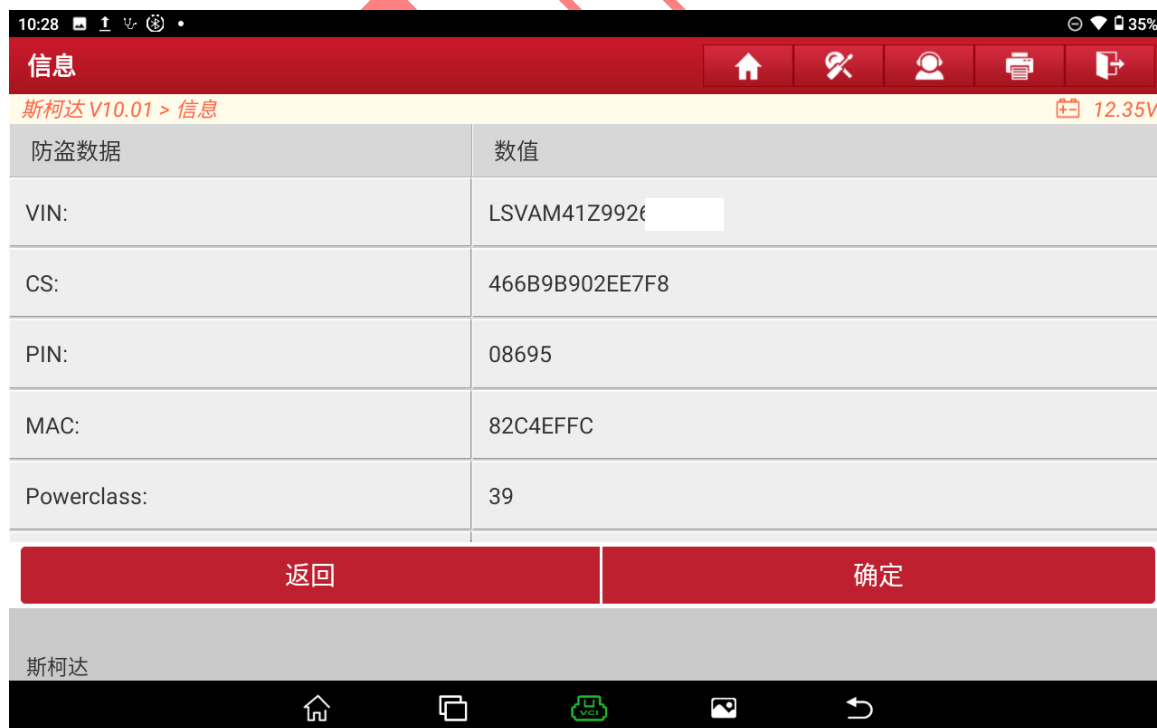 10:28
35%
信息
斯柯达 V10.01 > 信息
12.35V
防盗数据 数值
VIN: LSVAM41Z9926
CS: 466B9B902EE7F8
PIN: 08695
MAC: 82C4EFFC
Powerclass: 39
返回 确定
斯柯达
VCI